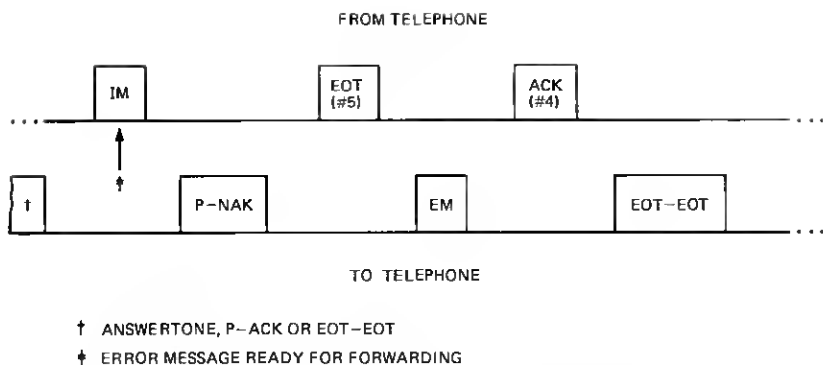 FROM TELEPHONE
IM
EOT
(#5)
ACK
(#4)
‡
†
P-NAK
EM
EOT-EOT
TO TELEPHONE
† ANSWERTONE, P-ACK OR EOT-EOT
‡ ERROR MESSAGE READY FOR FORWARDING